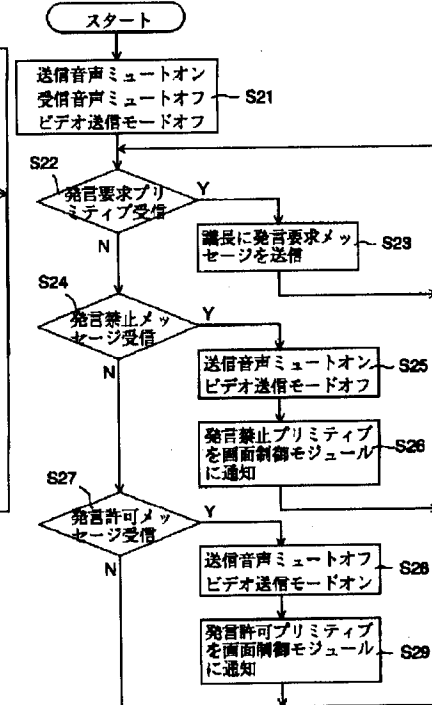 スタート
送信音声ミュートオン
受信音声ミュートオフ
ビデオ送信モードオフ
S21
S22
発言要求プリ
ミティブ受信
Y
N
議長に発言要求メッ
セージを送信
S23
S24
発言禁止メッ
セージ受信
Y
N
送信音声ミュートオン
ビデオ送信モードオフ
S25
発言禁止プリミティブ
を画面制御モジュール
に通知
S26
S27
発言許可メッ
セージ受信
Y
N
送信音声ミュートオフ
ビデオ送信モードオン
S28
発言許可プリミティブ
を画面制御モジュール
に通知
S29